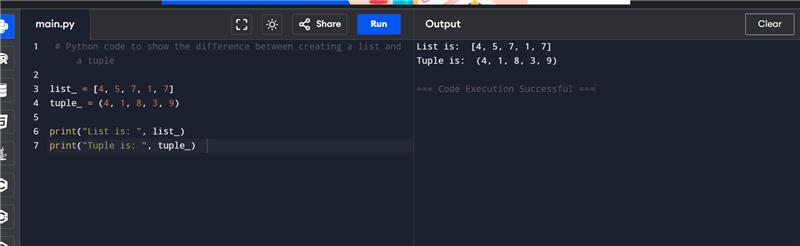 main.py
Share
Run
Output
Clear
1 # Python code to show the difference between creating a list and
a tuple
2
3 list_ = [4, 5, 7, 1, 7]
4 tuple_ = (4, 1, 8, 3, 9)
5
6 print("List is: ", list_)
7 print("Tuple is: ", tuple_)
List is:  [4, 5, 7, 1, 7]
Tuple is:  (4, 1, 8, 3, 9)
=== Code Execution Successful ===